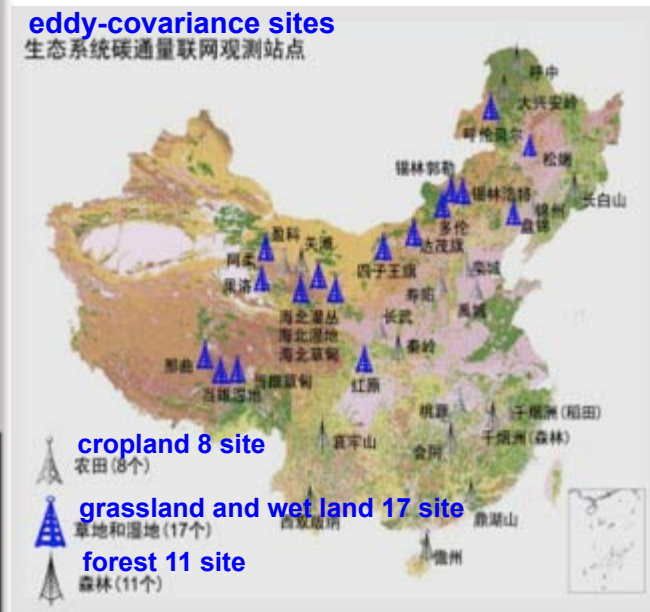 eddy-covariance sites
生态系统碳通量联网观测站点
呼中
大兴安岭
呼伦贝尔
松嫩
锡林郭勒
锡林浩特
长白山
锦州
盘锦
多伦
达茂旗
四子王旗
盈科
关滩
阿柔
果洛
栾城
寿阳
禹城
海北灌丛
海北湿地
海北草甸
长武
秦岭
那曲
当雄草甸
当雄湿地
红原
桃源
千烟洲(稻田)
千烟洲(森林)
会同
哀牢山
cropland 8 site
农田(8个)
grassland and wet land 17 site
草地和湿地(17个)
西双版纳
鼎湖山
forest 11 site
森林(11个)
儋州